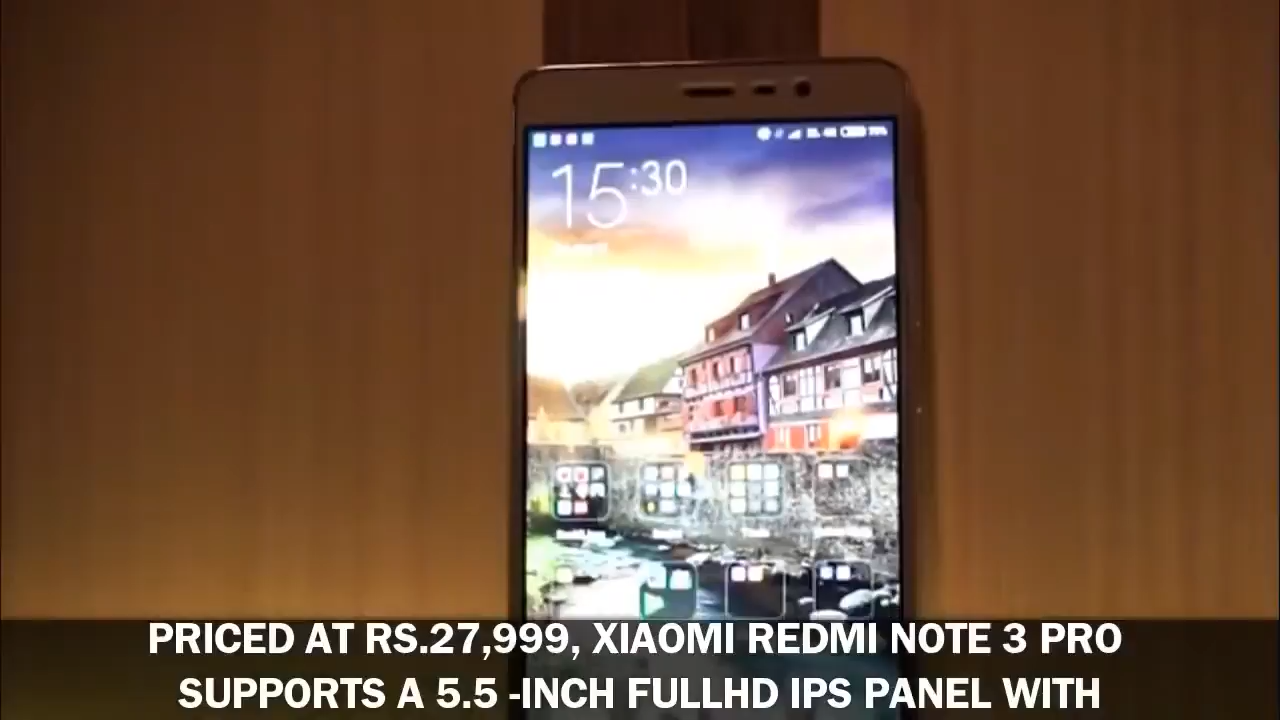 15:30
PRICED AT RS.27,999, XIAOMI REDMI NOTE 3 PRO
SUPPORTS A 5.5 -INCH FULLHD IPS PANEL WITH